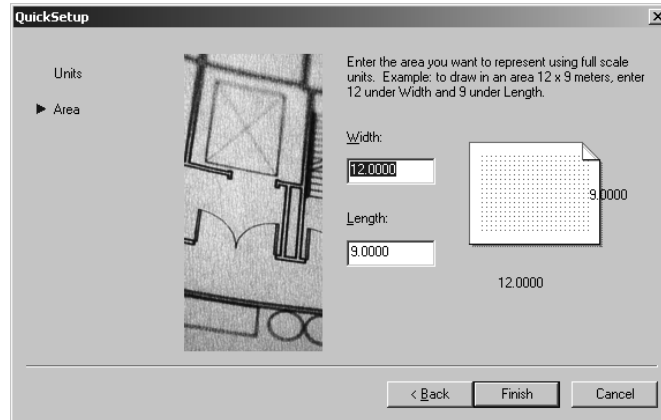 QuickSetup
Units
Area
Enter the area you want to represent using full scale
units. Example: to draw in an area 12 x 9 meters, enter
12 under Width and 9 under Length.
Width:
12.0000
Length:
9.0000
9.0000
12.0000
< Back
Finish
Cancel